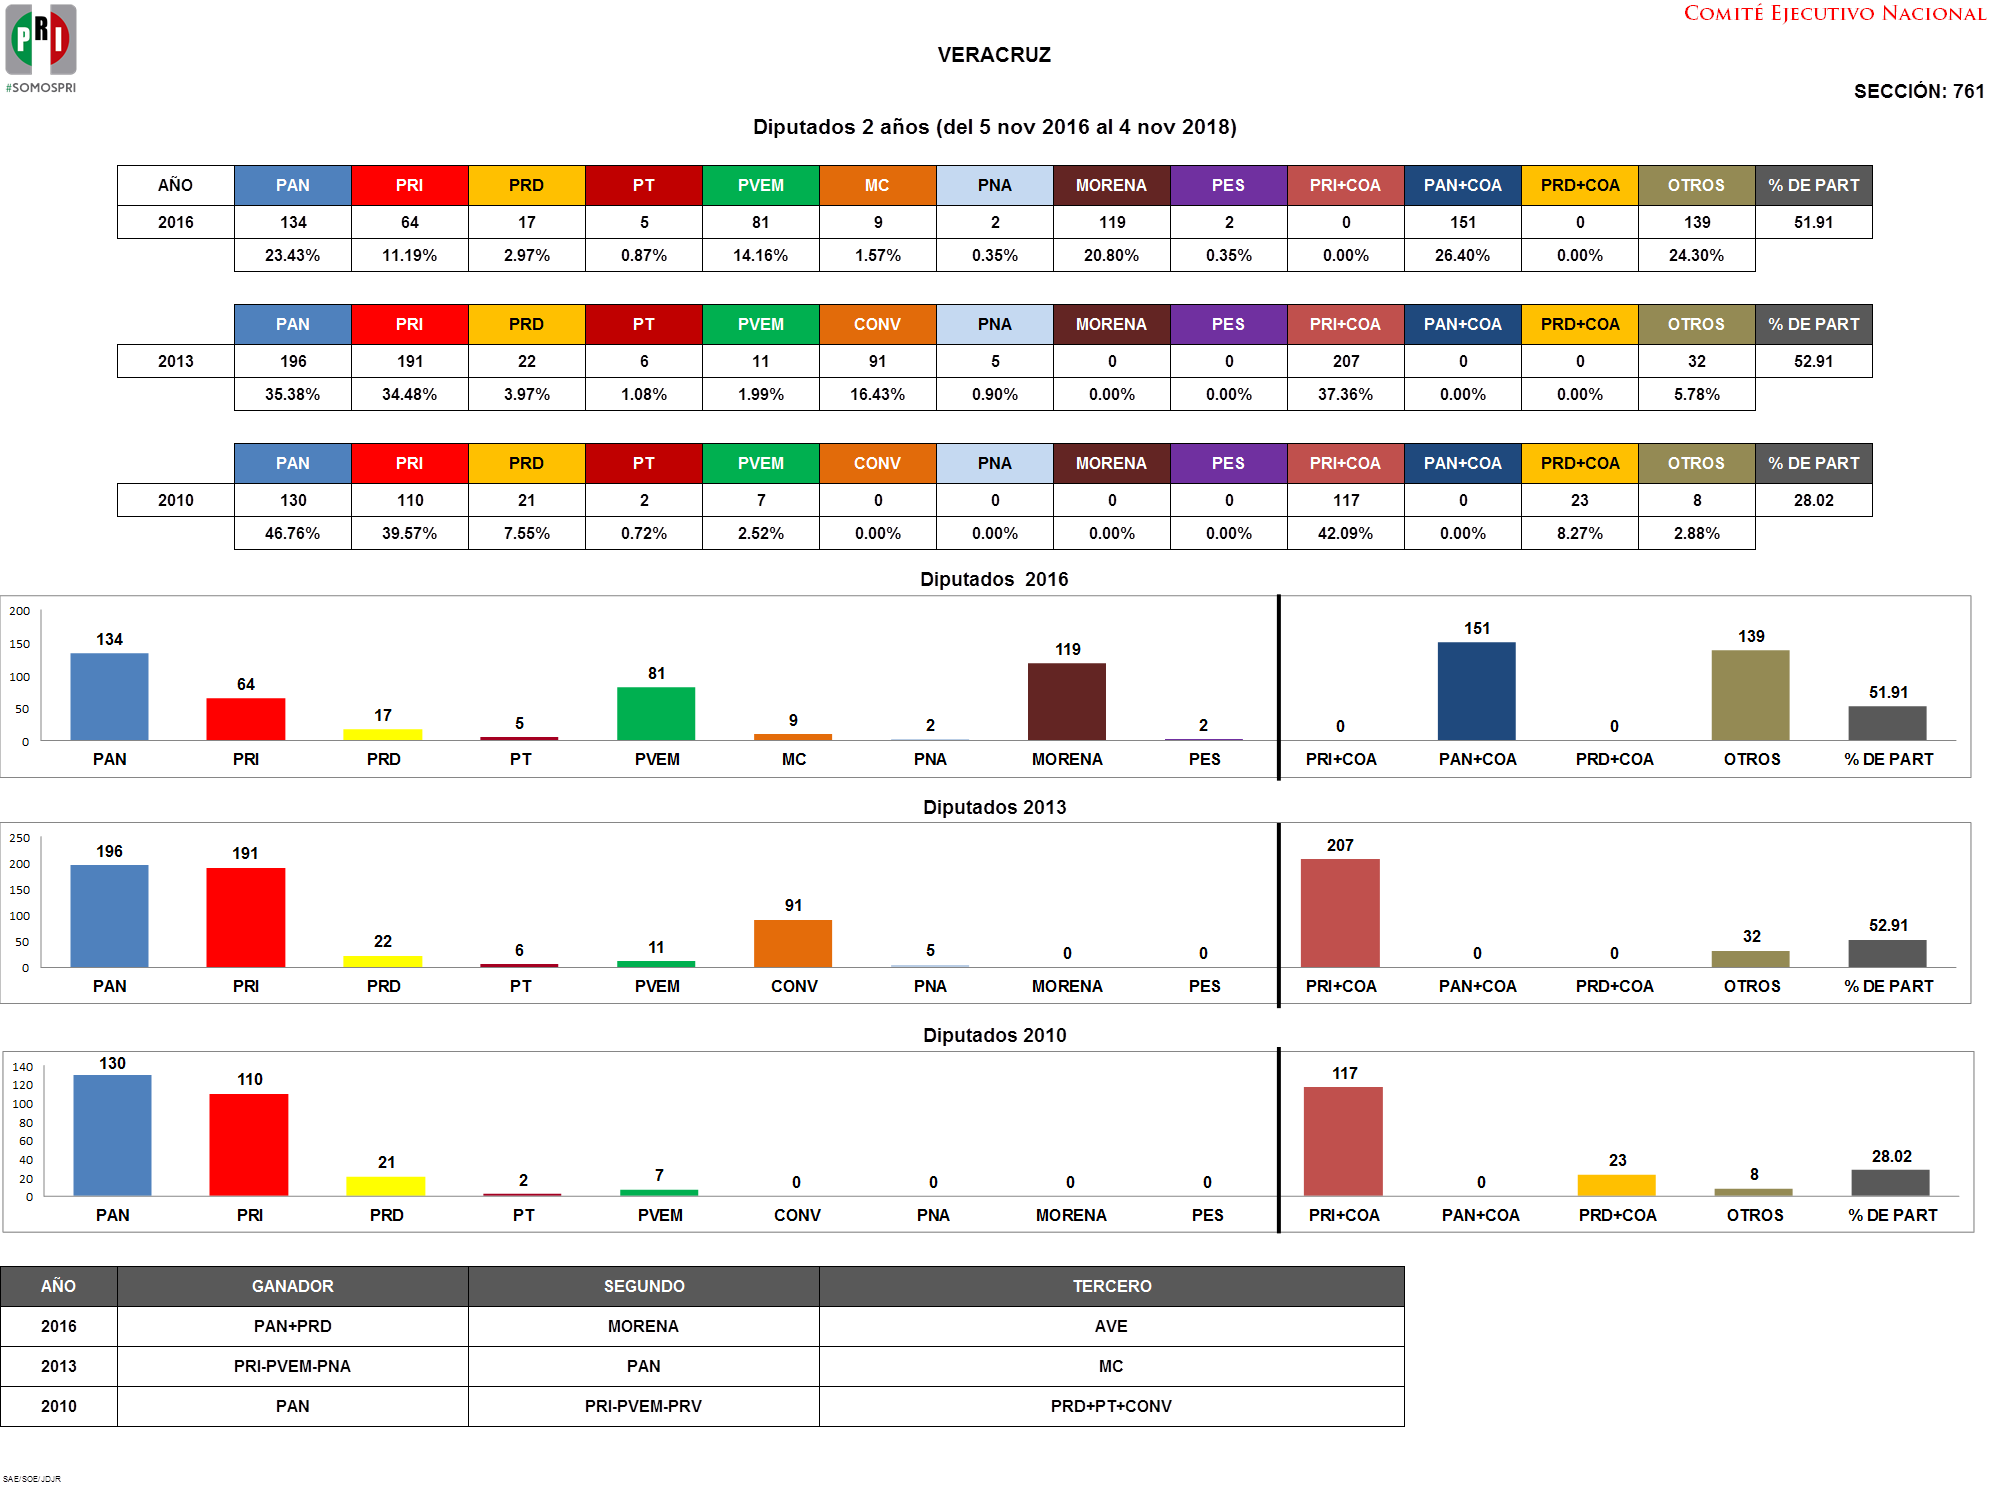 PRI
#SOMOSPRI
COMITÉ EJECUTIVO NACIONAL
VERACRUZ
SECCIÓN: 761
Diputados 2 años (del 5 nov 2016 al 4 nov 2018)
AÑO PAN PRI PRD PT PVEM MC PNA MORENA PES PRI+COA PAN+COA PRD+COA OTROS % DE PART
2016 134 64 17 5 81 9 2 119 2 0 151 0 139 51.91
23.43% 11.19% 2.97% 0.87% 14.16% 1.57% 0.35% 20.80% 0.35% 0.00% 26.40% 0.00% 24.30%
PAN PRI PRD PT PVEM CONV PNA MORENA PES PRI+COA PAN+COA PRD+COA OTROS % DE PART
2013 196 191 22 6 11 91 5 0 0 207 0 0 32 52.91
35.38% 34.48% 3.97% 1.08% 1.99% 16.43% 0.90% 0.00% 0.00% 37.36% 0.00% 0.00% 5.78%
PAN PRI PRD PT PVEM CONV PNA MORENA PES PRI+COA PAN+COA PRD+COA OTROS % DE PART
2010 130 110 21 2 7 0 0 0 0 117 0 23 8 28.02
46.76% 39.57% 7.55% 0.72% 2.52% 0.00% 0.00% 0.00% 0.00% 42.09% 0.00% 8.27% 2.88%
Diputados 2016
200
150
100
50
0
134 64 17 5 81 9 2 119 2 0 151 0 139 51.91
PAN PRI PRD PT PVEM MC PNA MORENA PES PRI+COA PAN+COA PRD+COA OTROS % DE PART
Diputados 2013
250
200
150
100
50
0
196 191 22 6 11 91 5 0 0 207 0 0 32 52.91
PAN PRI PRD PT PVEM CONV PNA MORENA PES PRI+COA PAN+COA PRD+COA OTROS % DE PART
Diputados 2010
140
120
100
80
60
40
20
0
130 110 21 2 7 0 0 0 0 117 0 23 8 28.02
PAN PRI PRD PT PVEM CONV PNA MORENA PES PRI+COA PAN+COA PRD+COA OTROS % DE PART
AÑO GANADOR SEGUNDO TERCERO
2016 PAN+PRD MORENA AVE
2013 PRI-PVEM-PNA PAN MC
2010 PAN PRI-PVEM-PRV PRD+PT+CONV
SAE/SOE/JDJR